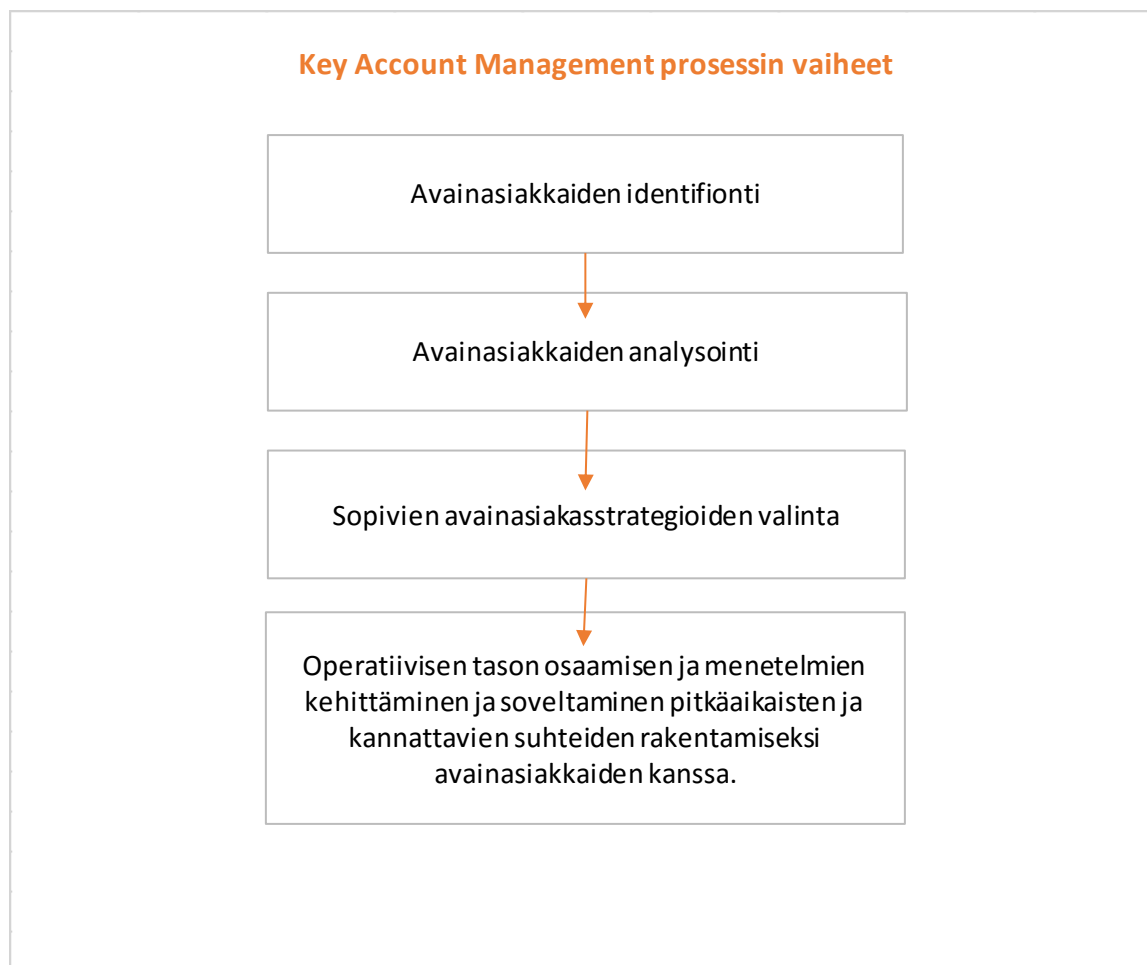 Key Account Management prosessin vaiheet
Avainasiakkaiden identifionti
Avainasiakkaiden analysointi
Sopivien avainasiakasstrategioiden valinta
Operatiivisen tason osaamisen ja menetelmien
kehittäminen ja soveltaminen pitkäaikaisten ja
kannattavien suhteiden rakentamiseksi
avainasiakkaiden kanssa.